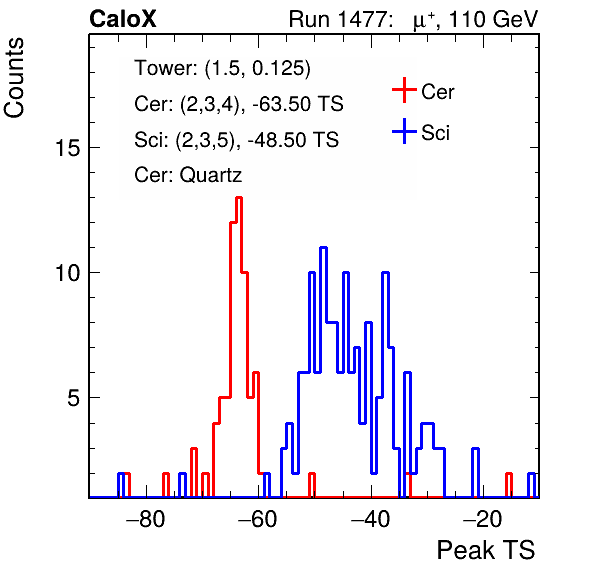 CaloX Run 1477: μ⁺, 110 GeV
Counts
Tower: (1.5, 0.125)
Cer: (2,3,4), -63.50 TS
Sci: (2,3,5), -48.50 TS
Cer: Quartz
Cer
Sci
15
10
5
−80 −60 −40 −20
Peak TS